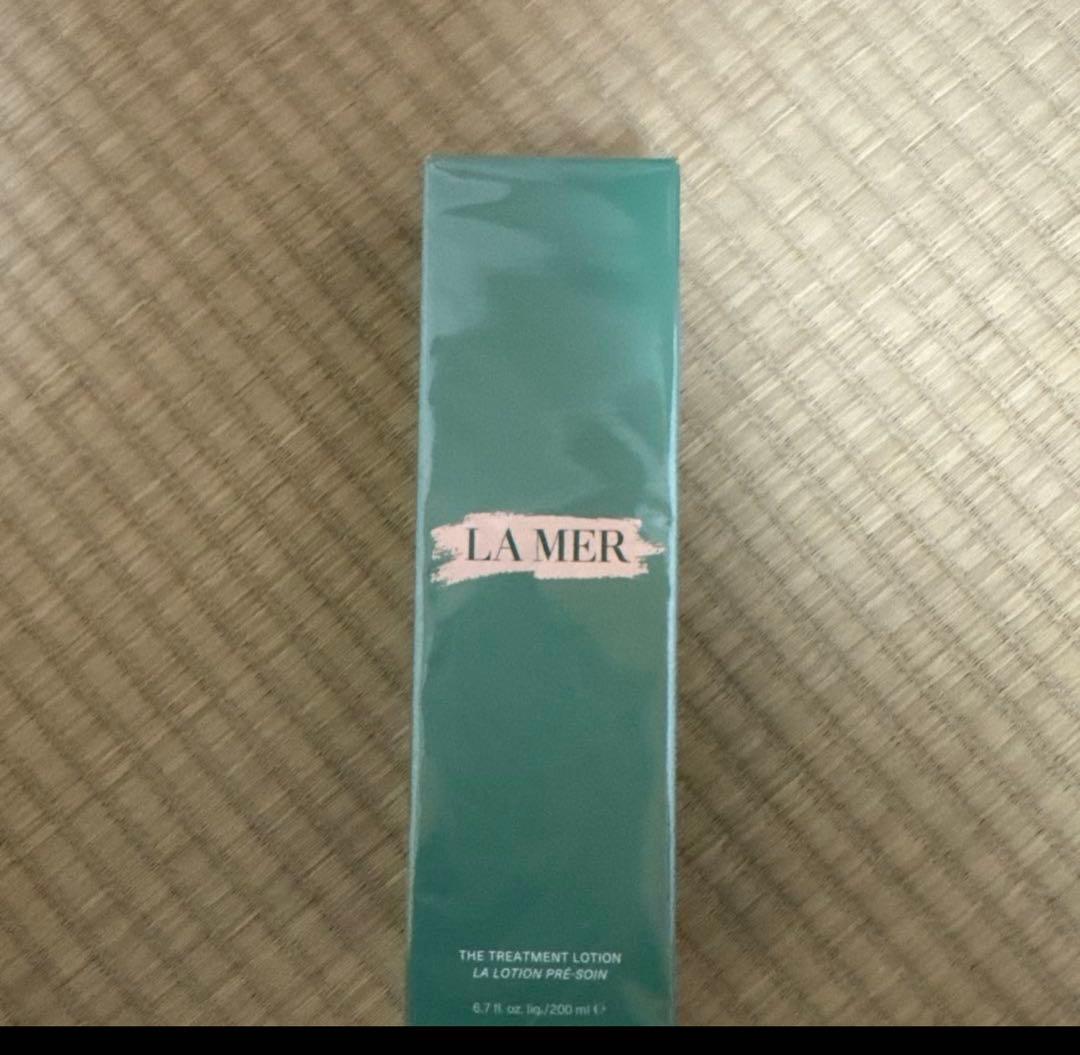 LA MER
THE TREATMENT LOTION
LA LOTION PRÉ-SOIN
6.7 fl. oz. liq./200 ml ℮